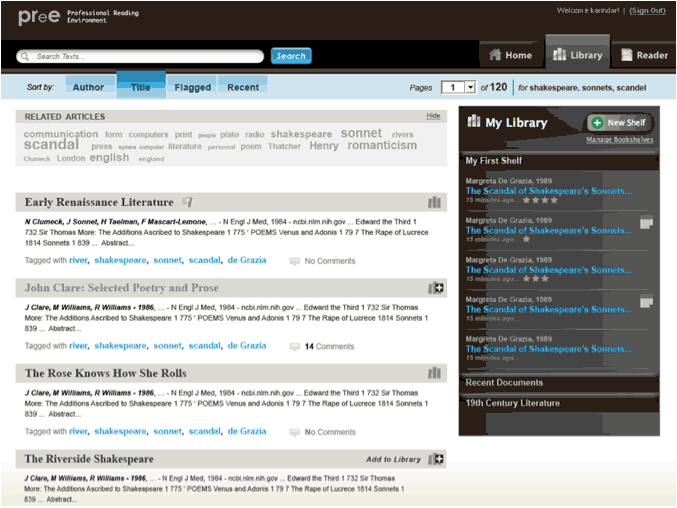 pree Professional Reading Environment
Welcome karindar! | (Sign Out)
Search Texts... Search
Home Library Reader
Sort by: Author Title Flagged Recent
Pages 1 of 120 for shakespeare, sonnets, scandel
RELATED ARTICLES Hide
communication form computers print people plato radio shakespeare sonnet rivers
scandal press sphere computer literature personal poem Thatcher Henry romanticism
Clumeck London english england
Early Renaissance Literature
N Clumeck, J Sonnet, H Taelman, F Mascart-Lemone, ... - N Engl J Med, 1984 - ncbi.nlm.nih.gov ... Edward the Third 1
732 Sir Thomas More: The Additions Ascribed to Shakespeare 1 775 ' POEMS Venus and Adonis 1 79 7 The Rape of Lucrece
1814 Sonnets 1 839 ... Abstract...
Tagged with river, shakespeare, sonnet, scandal, de Grazia No Comments
John Clare: Selected Poetry and Prose
J Clare, M Williams, R Williams - 1986, ... - N Engl J Med, 1984 - ncbi.nlm.nih.gov ... Edward the Third 1 732 Sir Thomas
More: The Additions Ascribed to Shakespeare 1 775 ' POEMS Venus and Adonis 1 79 7 The Rape of Lucrece 1814 Sonnets 1
839 ... Abstract...
Tagged with river, shakespeare, sonnet, scandal, de Grazia 14 Comments
The Rose Knows How She Rolls
J Clare, M Williams, R Williams - 1986, ... - N Engl J Med, 1984 - ncbi.nlm.nih.gov ... Edward the Third 1 732 Sir Thomas
More: The Additions Ascribed to Shakespeare 1 775 ' POEMS Venus and Adonis 1 79 7 The Rape of Lucrece 1814 Sonnets 1
839 ... Abstract...
Tagged with river, shakespeare, sonnet, scandal, de Grazia No Comments
The Riverside Shakespeare Add to Library
J Clare, M Williams, R Williams - 1986, ... - N Engl J Med, 1984 - ncbi.nlm.nih.gov ... Edward the Third 1 732 Sir Thomas
More: The Additions Ascribed to Shakespeare 1 775 ' POEMS Venus and Adonis 1 79 7 The Rape of Lucrece 1814 Sonnets 1
839 ... Abstract...
My Library New Shelf
Manage Bookshelves
My First Shelf
Margreta De Grazia, 1989
The Scandal of Shakespeare's Sonnets...
15 minutes ago...
Margreta De Grazia, 1989
The Scandal of Shakespeare's Sonnets...
15 minutes ago...
Margreta De Grazia, 1989
The Scandal of Shakespeare's Sonnets...
15 minutes ago...
Margreta De Grazia, 1989
The Scandal of Shakespeare's Sonnets...
15 minutes ago...
Margreta De Grazia, 1989
The Scandal of Shakespeare's Sonnets...
15 minutes ago...
Recent Documents
19th Century Literature